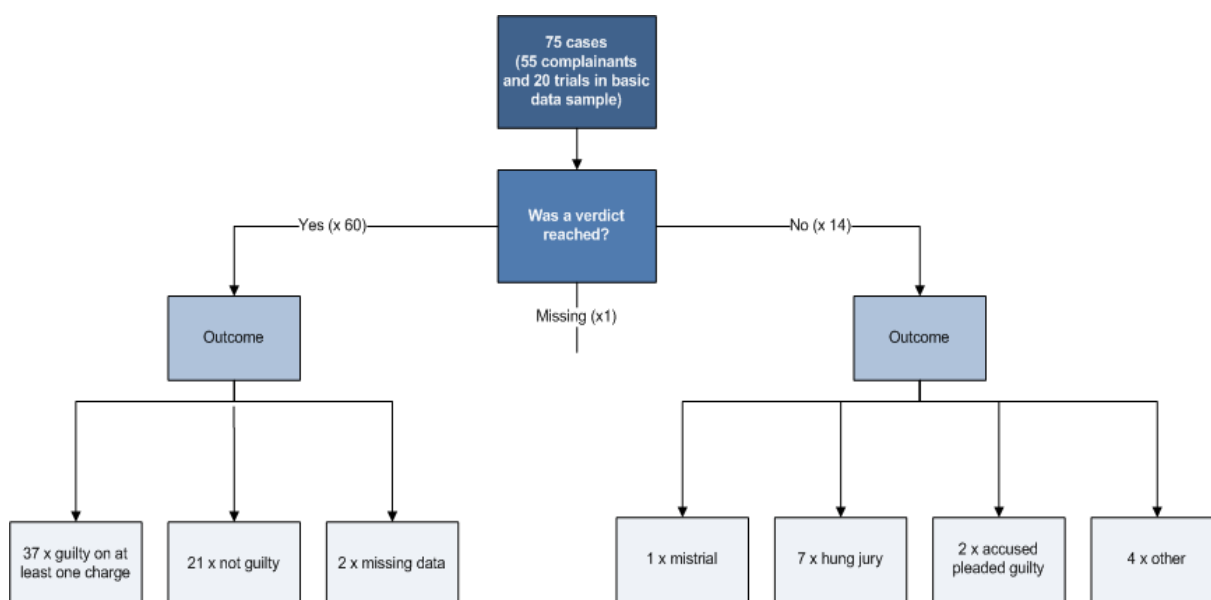 75 cases
(55 complainants
and 20 trials in basic
data sample)
Was a verdict
reached?
Yes (x 60)
No (x 14)
Missing (x1)
Outcome
Outcome
37 x guilty on at
least one charge
21 x not guilty
2 x missing data
1 x mistrial
7 x hung jury
2 x accused
pleaded guilty
4 x other